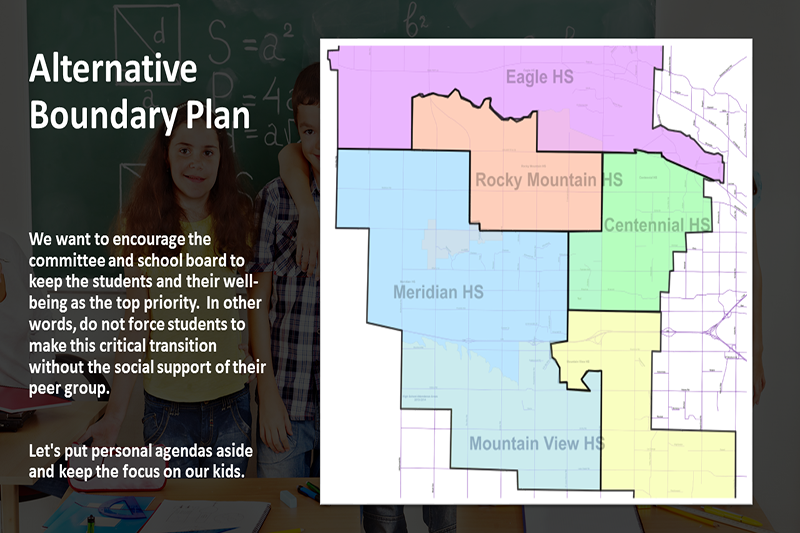 S = a²
b²
d
Alternative
Boundary Plan
We want to encourage the
committee and school board to
keep the students and their well-
being as the top priority.  In other
words, do not force students to
make this critical transition
without the social support of their
peer group.
Let's put personal agendas aside
and keep the focus on our kids.
Eagle HS
Rocky Mountain HS
Centennial HS
Meridian HS
Mountain View HS